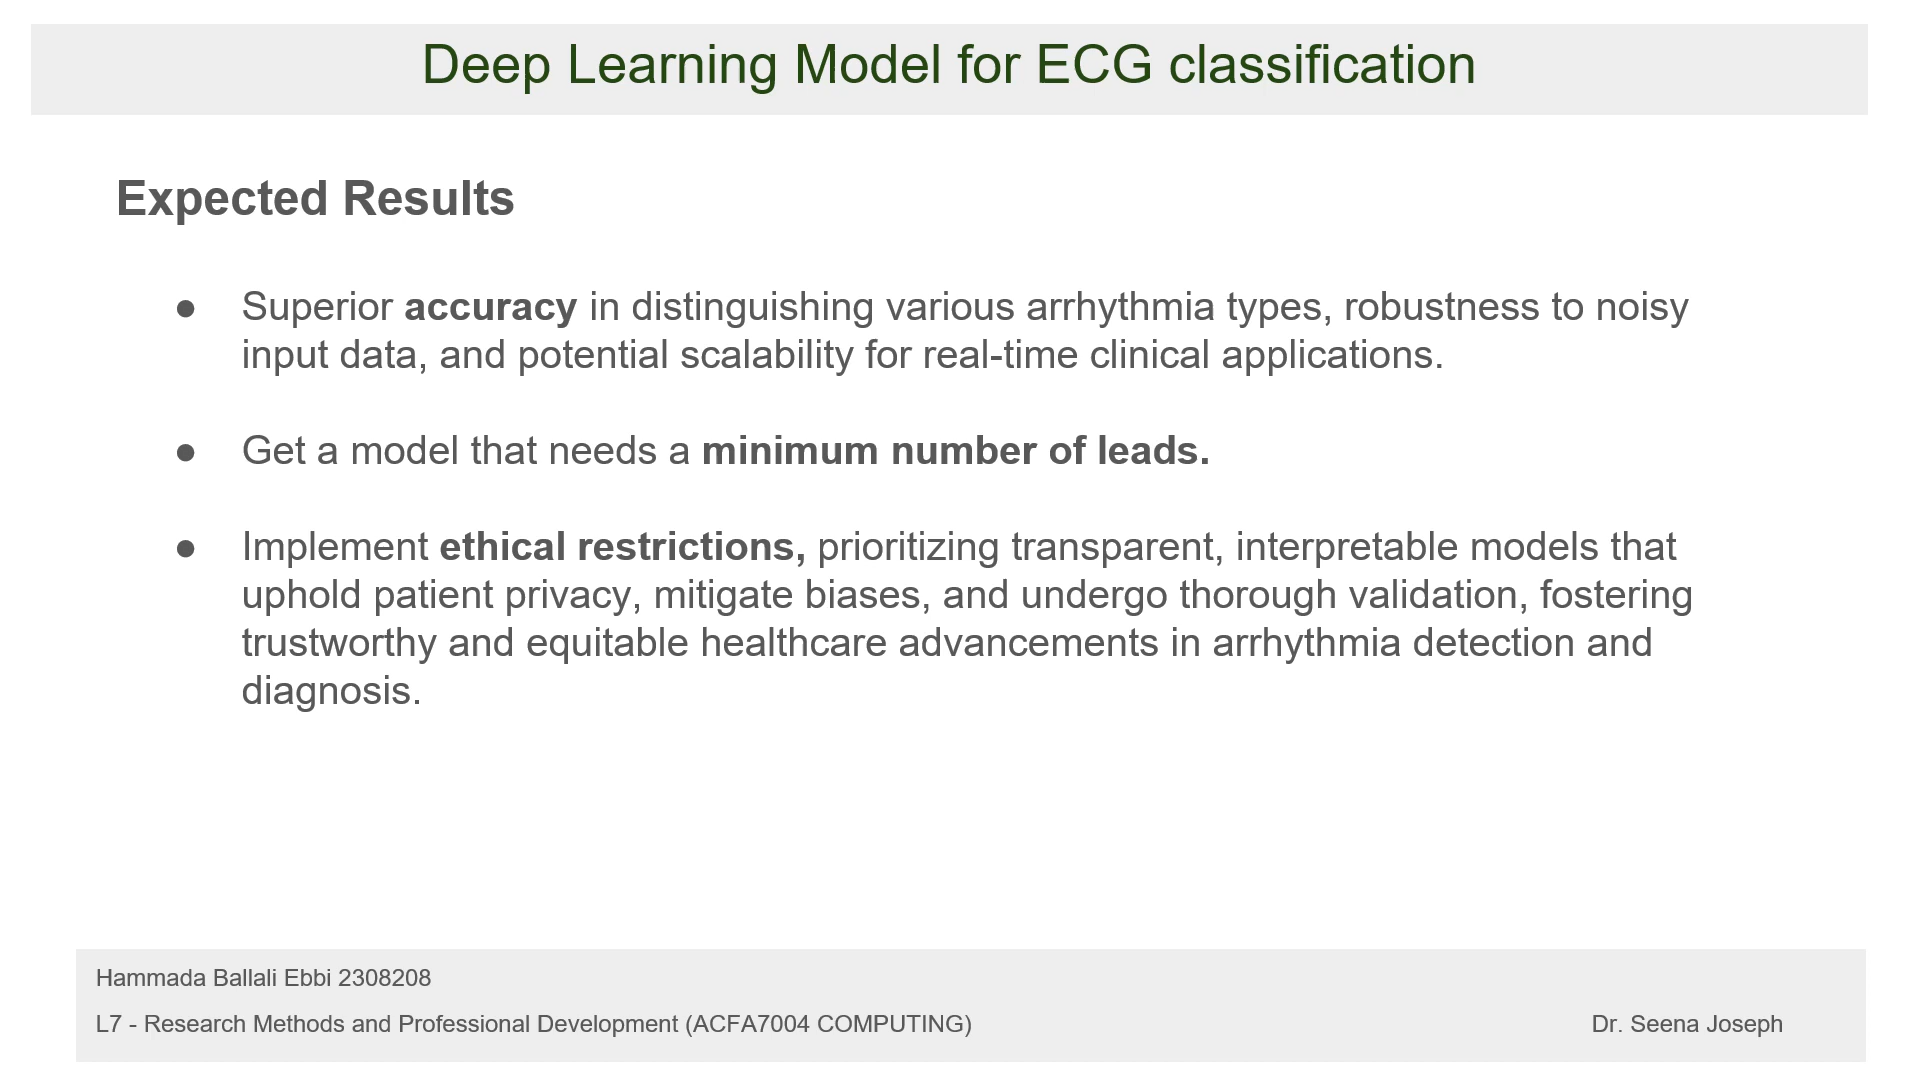 Deep Learning Model for ECG classification
Expected Results
● Superior accuracy in distinguishing various arrhythmia types, robustness to noisy
input data, and potential scalability for real-time clinical applications.
● Get a model that needs a minimum number of leads.
● Implement ethical restrictions, prioritizing transparent, interpretable models that
uphold patient privacy, mitigate biases, and undergo thorough validation, fostering
trustworthy and equitable healthcare advancements in arrhythmia detection and
diagnosis.
Hammada Ballali Ebbi 2308208
L7 - Research Methods and Professional Development (ACFA7004 COMPUTING)
Dr. Seena Joseph